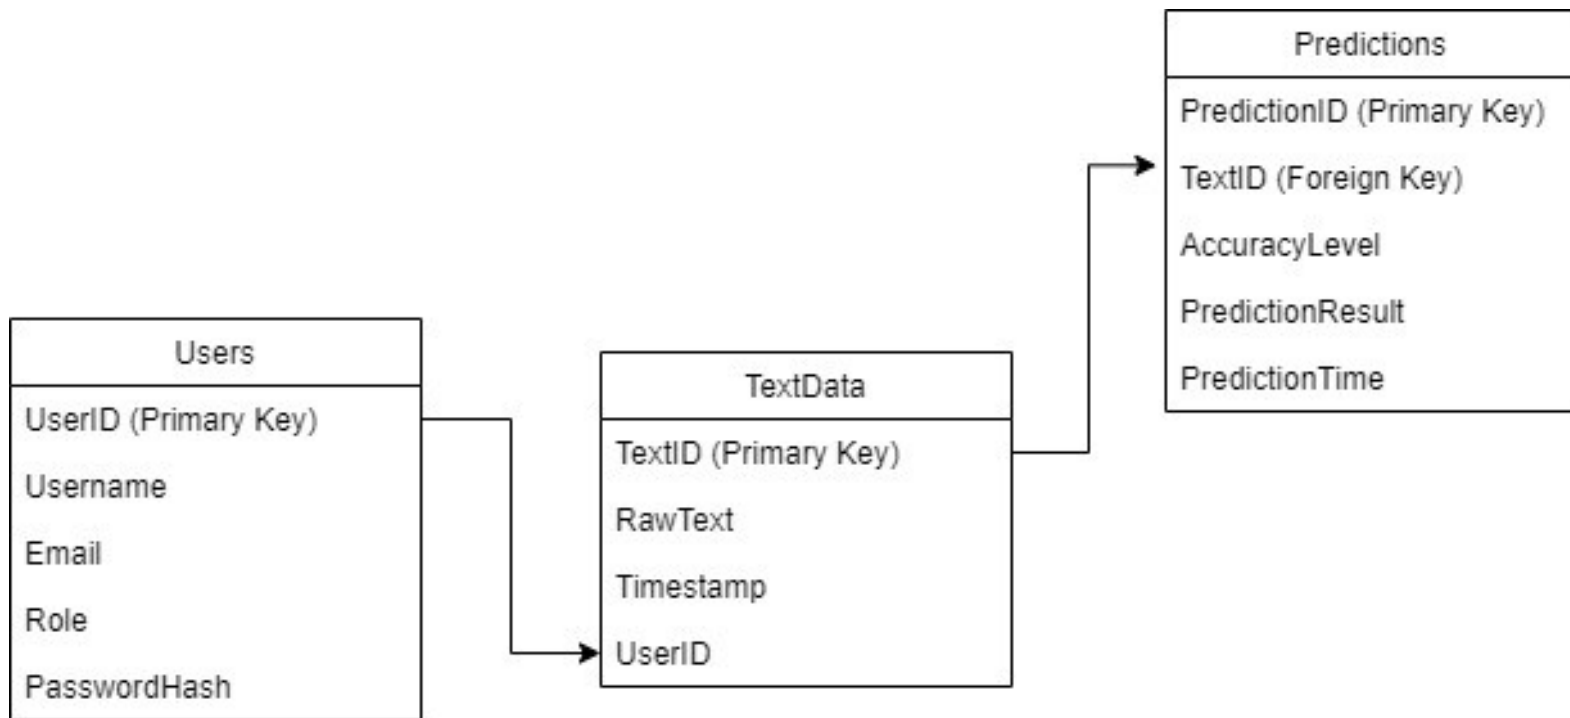 Users
UserID (Primary Key)
Username
Email
Role
PasswordHash
TextData
TextID (Primary Key)
RawText
Timestamp
UserID
Predictions
PredictionID (Primary Key)
TextID (Foreign Key)
AccuracyLevel
PredictionResult
PredictionTime